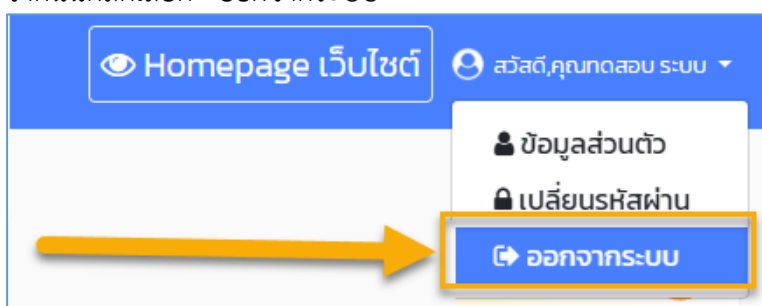 Homepage เว็บไซต์
สวัสดี,คุณทดสอบ ระบบ
ข้อมูลส่วนตัว
เปลี่ยนรหัสผ่าน
ออกจากระบบ